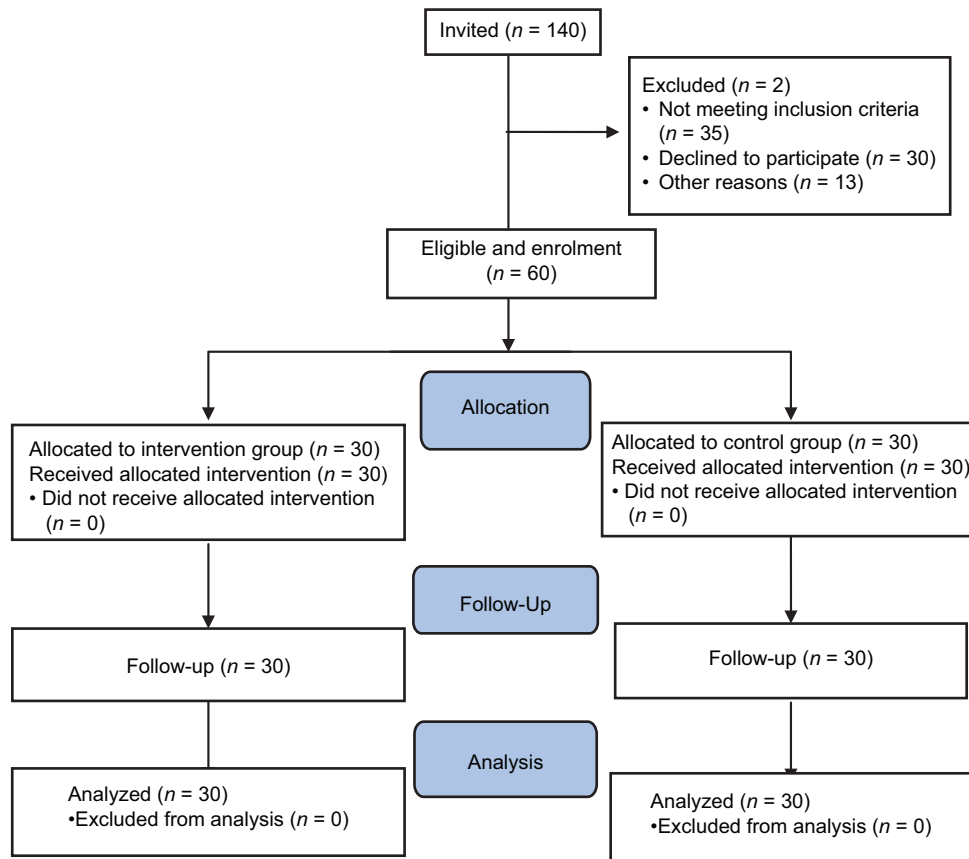 Invited (n = 140)
Excluded (n = 2)
• Not meeting inclusion criteria
(n = 35)
• Declined to participate (n = 30)
• Other reasons (n = 13)
Eligible and enrolment
(n = 60)
Allocation
Allocated to intervention group (n = 30)
Received allocated intervention (n = 30)
• Did not receive allocated intervention
(n = 0)
Allocated to control group (n = 30)
Received allocated intervention (n = 30)
• Did not receive allocated intervention
(n = 0)
Follow-Up
Follow-up (n = 30)
Follow-up (n = 30)
Analysis
Analyzed (n = 30)
•Excluded from analysis (n = 0)
Analyzed (n = 30)
•Excluded from analysis (n = 0)